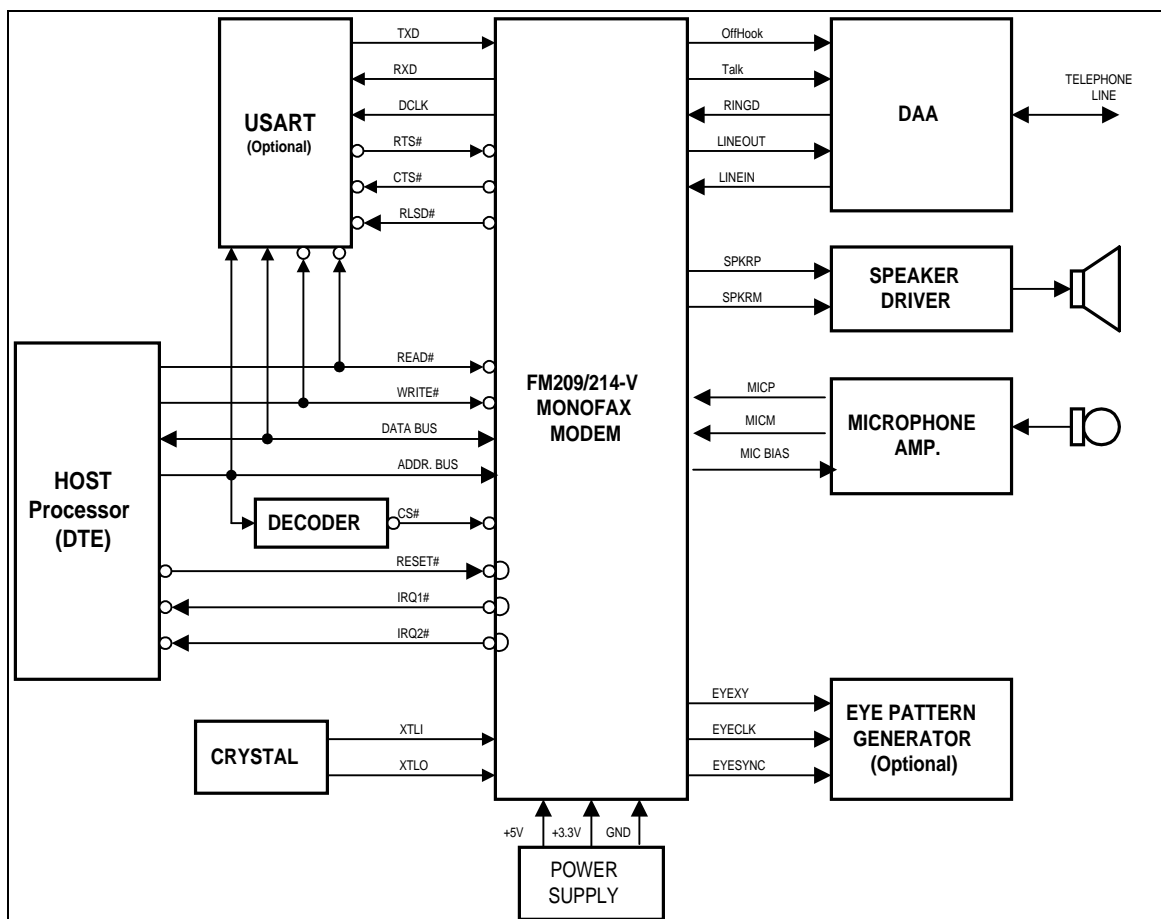 USART
(Optional)
TXD
RXD
DCLK
RTS#
CTS#
RLSD#
OffHook
Talk
RINGD
LINEOUT
LINEIN
DAA
TELEPHONE
LINE
SPKRP
SPKRM
SPEAKER
DRIVER
HOST
Processor
(DTE)
READ#
WRITE#
DATA BUS
ADDR. BUS
DECODER
CS#
RESET#
IRQ1#
IRQ2#
FM209/214-V
MONOFAX
MODEM
MICP
MICM
MIC BIAS
MICROPHONE
AMP.
CRYSTAL
XTLI
XTLO
EYEXY
EYECLK
EYESYNC
EYE PATTERN
GENERATOR
(Optional)
+5V
+3.3V
GND
POWER
SUPPLY